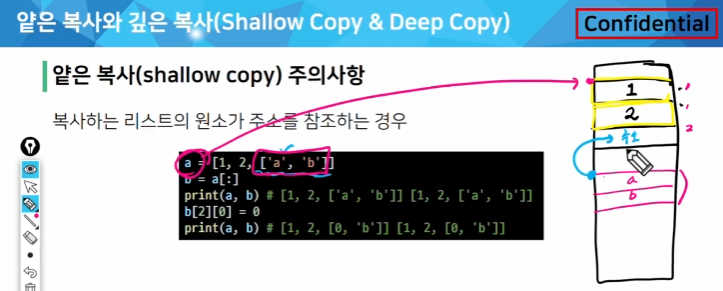 얕은 복사와 깊은 복사(Shallow Copy & Deep Copy)
Confidential
얕은 복사(shallow copy) 주의사항
복사하는 리스트의 원소가 주소를 참조하는 경우
a = [1, 2, ['a', 'b']]
b = a[:]
print(a, b) # [1, 2, ['a', 'b']] [1, 2, ['a', 'b']]
b[2][0] = 0
print(a, b) # [1, 2, [0, 'b']] [1, 2, [0, 'b']]
1
2
2
a
b